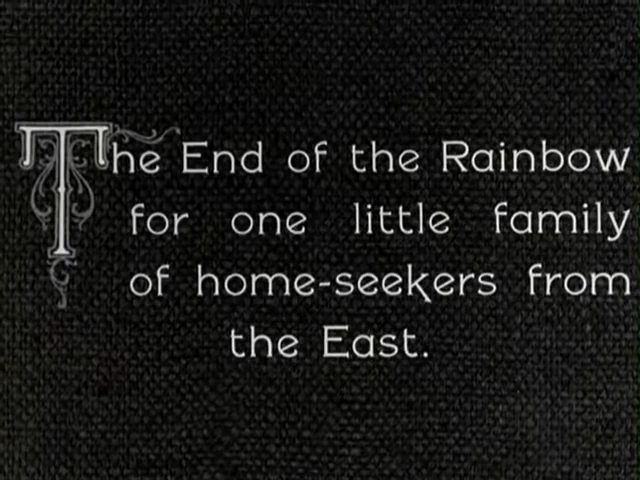 The End of the Rainbow
for one little family
of home-seekers from
the East.